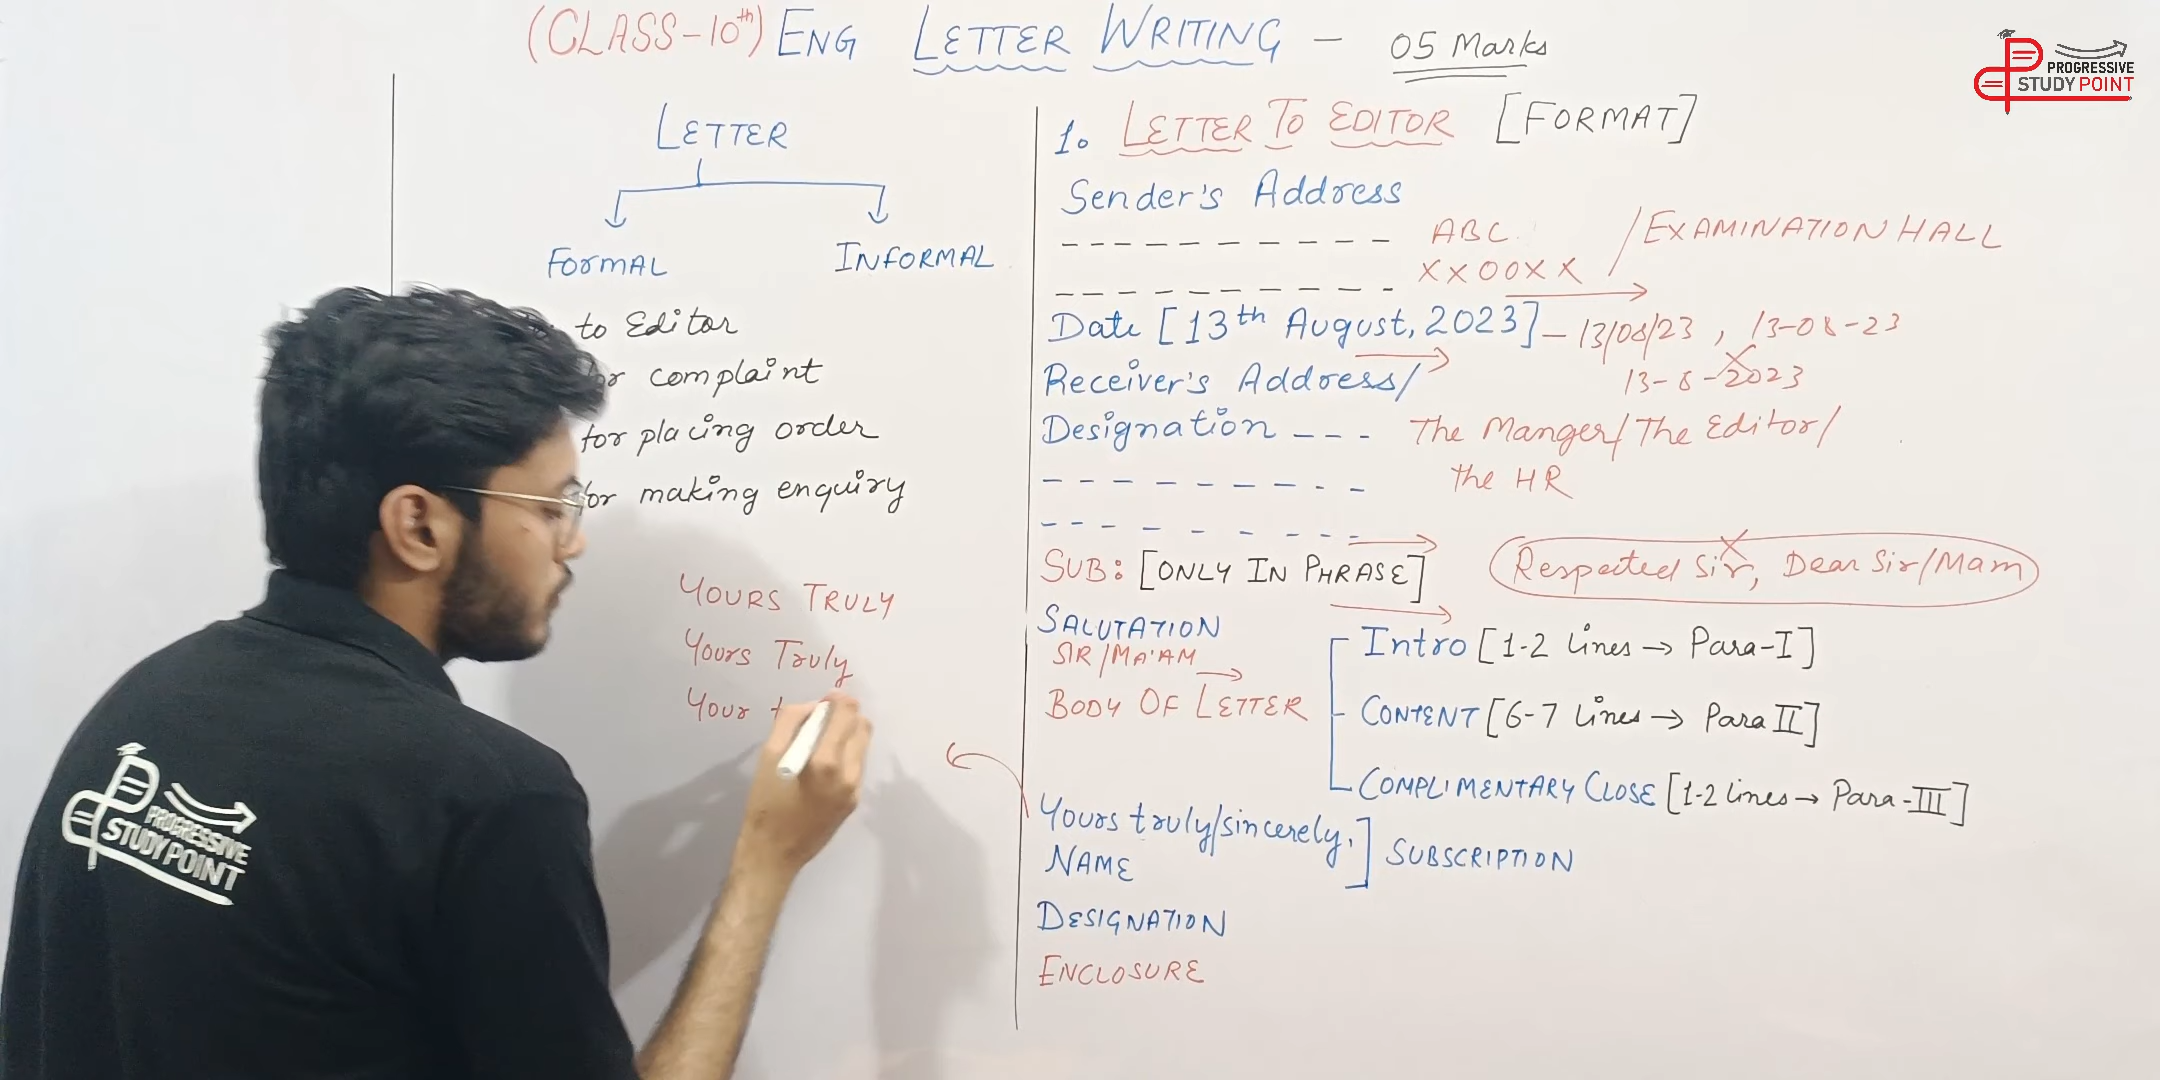 (CLASS-10th) ENG LETTER WRITING - 05 Marks
PROGRESSIVE
STUDY POINT
LETTER
FORMAL
INFORMAL
to Editor
for complaint
for placing order
for making enquiry
YOURS TRULY
Yours Truly
Your t
1. LETTER TO EDITOR [FORMAT]
Sender's Address
---------- ABC /EXAMINATION HALL
---------- XXOOXX
Date [13th August, 2023] - 13/08/23, 13-08-23
13-8-2023
Receiver's Address/
Designation --- The Manger/The Editor/
the HR
SUB: [ONLY IN PHRASE] Respected Sir, Dear Sir/Mam
SALUTATION
SIR/MA'AM
BODY OF LETTER
Intro [1-2 lines → Para-I]
CONTENT [6-7 lines → Para II]
COMPLIMENTARY CLOSE [1-2 lines → Para-III]
Yours truly/sincerely,
NAME
] SUBSCRIPTION
DESIGNATION
ENCLOSURE
PROGRESSIVE
STUDY POINT